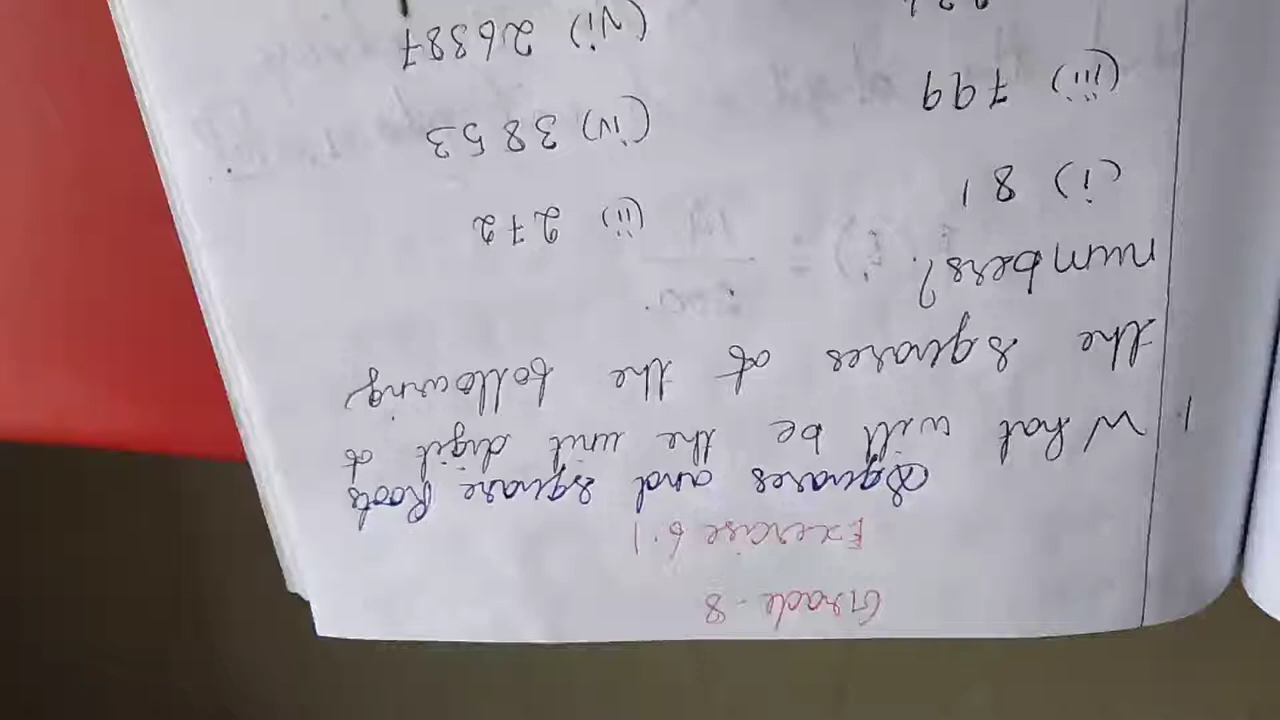 Grade - 8
Exercise 6.1
Squares and square Roots
1. What will be the unit digit of
the squares of the following
numbers?
(i) 81 (ii) 272
(iii) 799 (iv) 3853
(vi) 26387